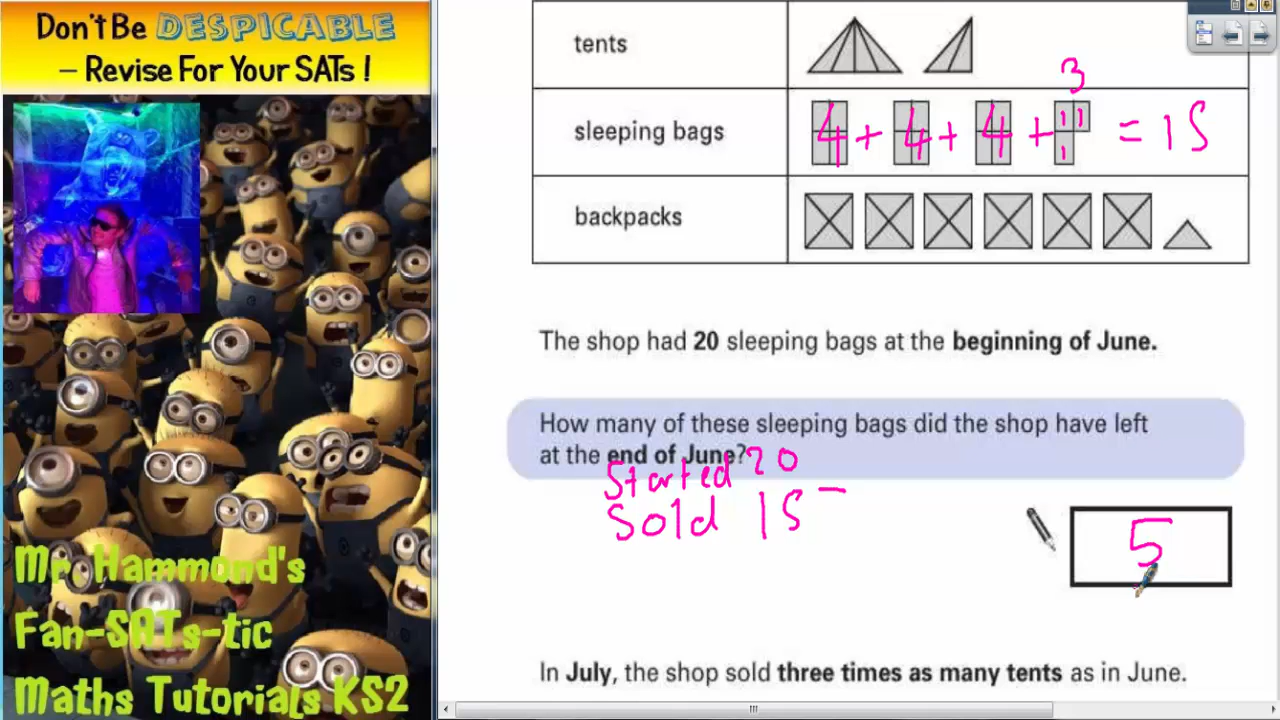 Don't Be DESPICABLE
– Revise For Your SATs !
Mr. Hammond's
Fan-SATs-tic
Maths Tutorials KS2
tents
3
sleeping bags 4 + 4 + 4 + 1 1 1 = 15
backpacks
The shop had 20 sleeping bags at the beginning of June.
How many of these sleeping bags did the shop have left
at the end of June?
Started 20
Sold 15 –
5
In July, the shop sold three times as many tents as in June.